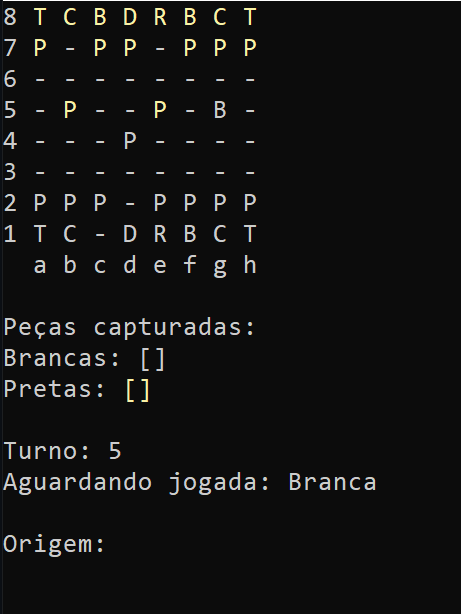 8 T C B D R B C T
7 P - P P - P P P
6 - - - - - - - -
5 - P - - P - B -
4 - - - P - - - -
3 - - - - - - - -
2 P P P - P P P P
1 T C - D R B C T
a b c d e f g h
Peças capturadas:
Brancas: []
Pretas: []
Turno: 5
Aguardando jogada: Branca
Origem: